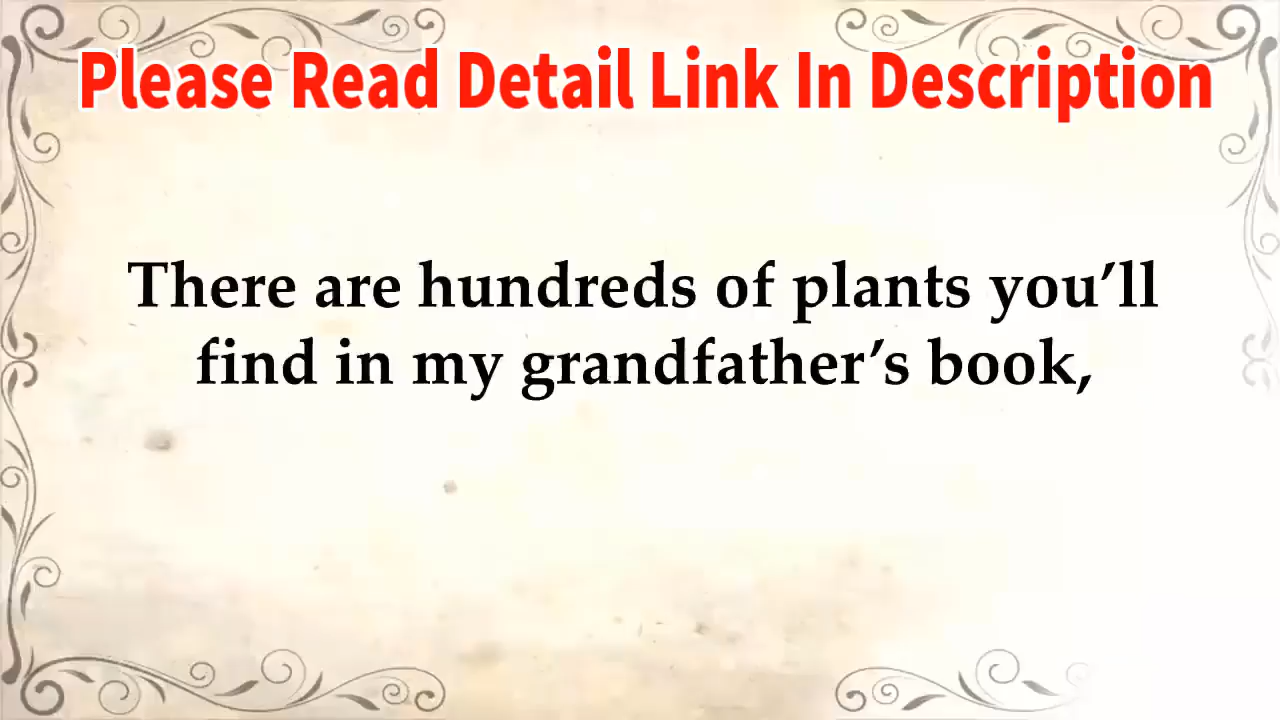 Please Read Detail Link In Description
There are hundreds of plants you’ll
find in my grandfather’s book,